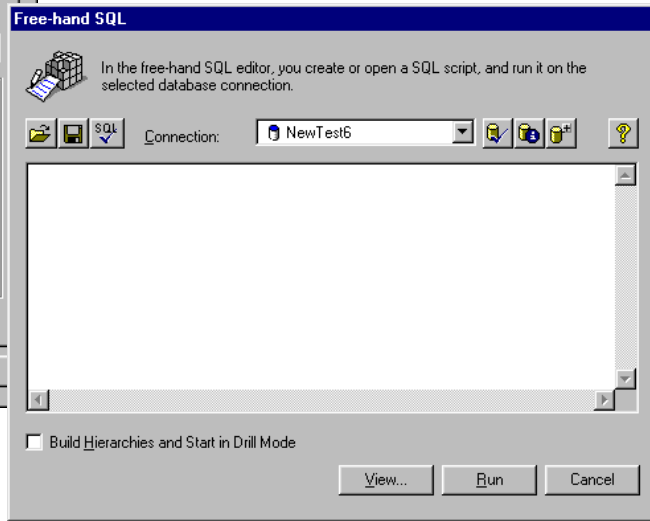 Free-hand SQL
In the free-hand SQL editor, you create or open a SQL script, and run it on the
selected database connection.
SQL
Connection:
NewTest6
?
Build Hierarchies and Start in Drill Mode
View...
Run
Cancel